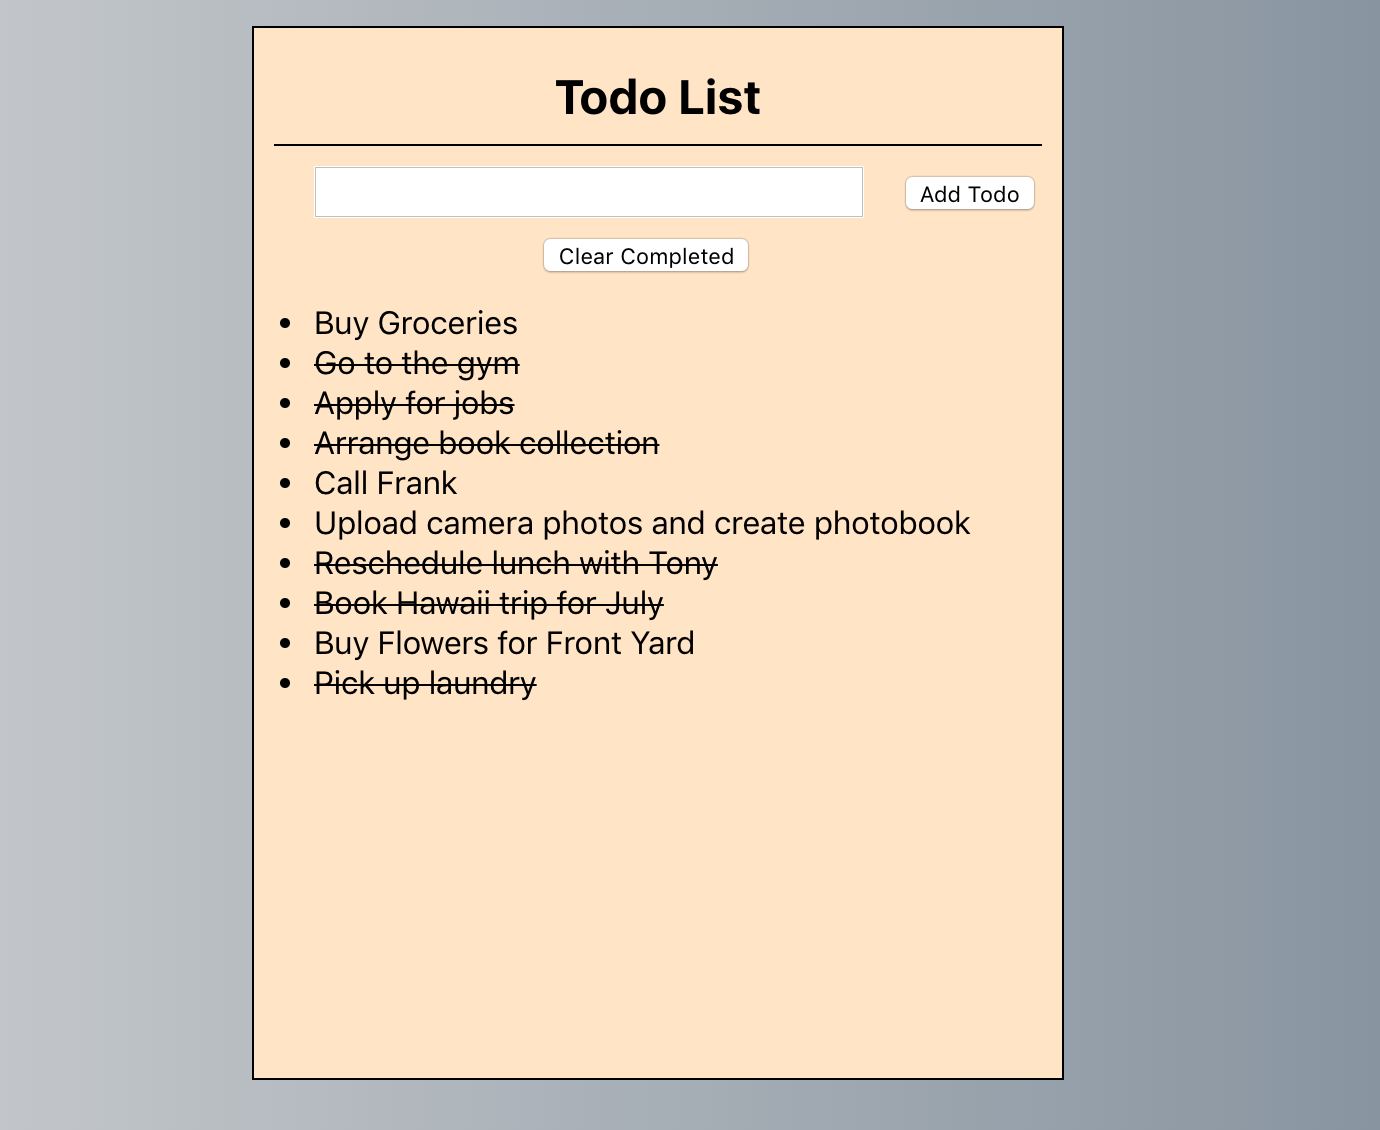 Todo List
Add Todo
Clear Completed
Buy Groceries
Go to the gym
Apply for jobs
Arrange book collection
Call Frank
Upload camera photos and create photobook
Reschedule lunch with Tony
Book Hawaii trip for July
Buy Flowers for Front Yard
Pick up laundry